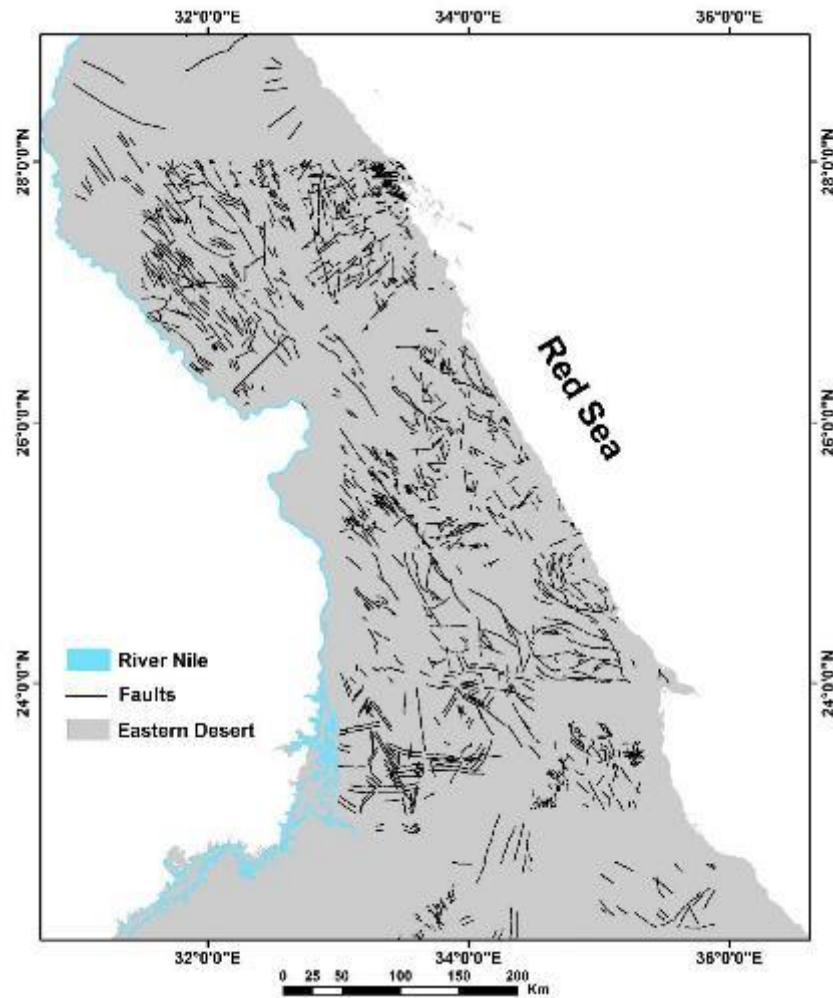 32°0'0"E 34°0'0"E 36°0'0"E
28°0'0"N 28°0'0"N
Red Sea
26°0'0"N 26°0'0"N
River Nile
Faults
Eastern Desert
24°0'0"N 24°0'0"N
32°0'0"E 34°0'0"E 36°0'0"E
0 25 50 100 150 200
Km